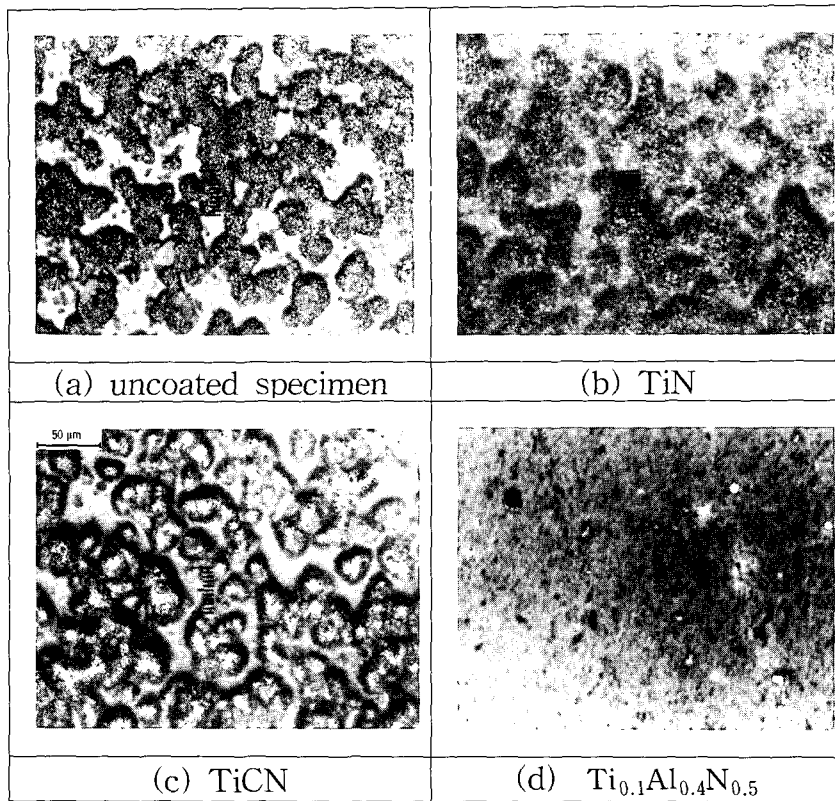 (a) uncoated specimen
(b) TiN
50 μm
(c) TiCN
(d) Ti₀.₁Al₀.₄N₀.₅